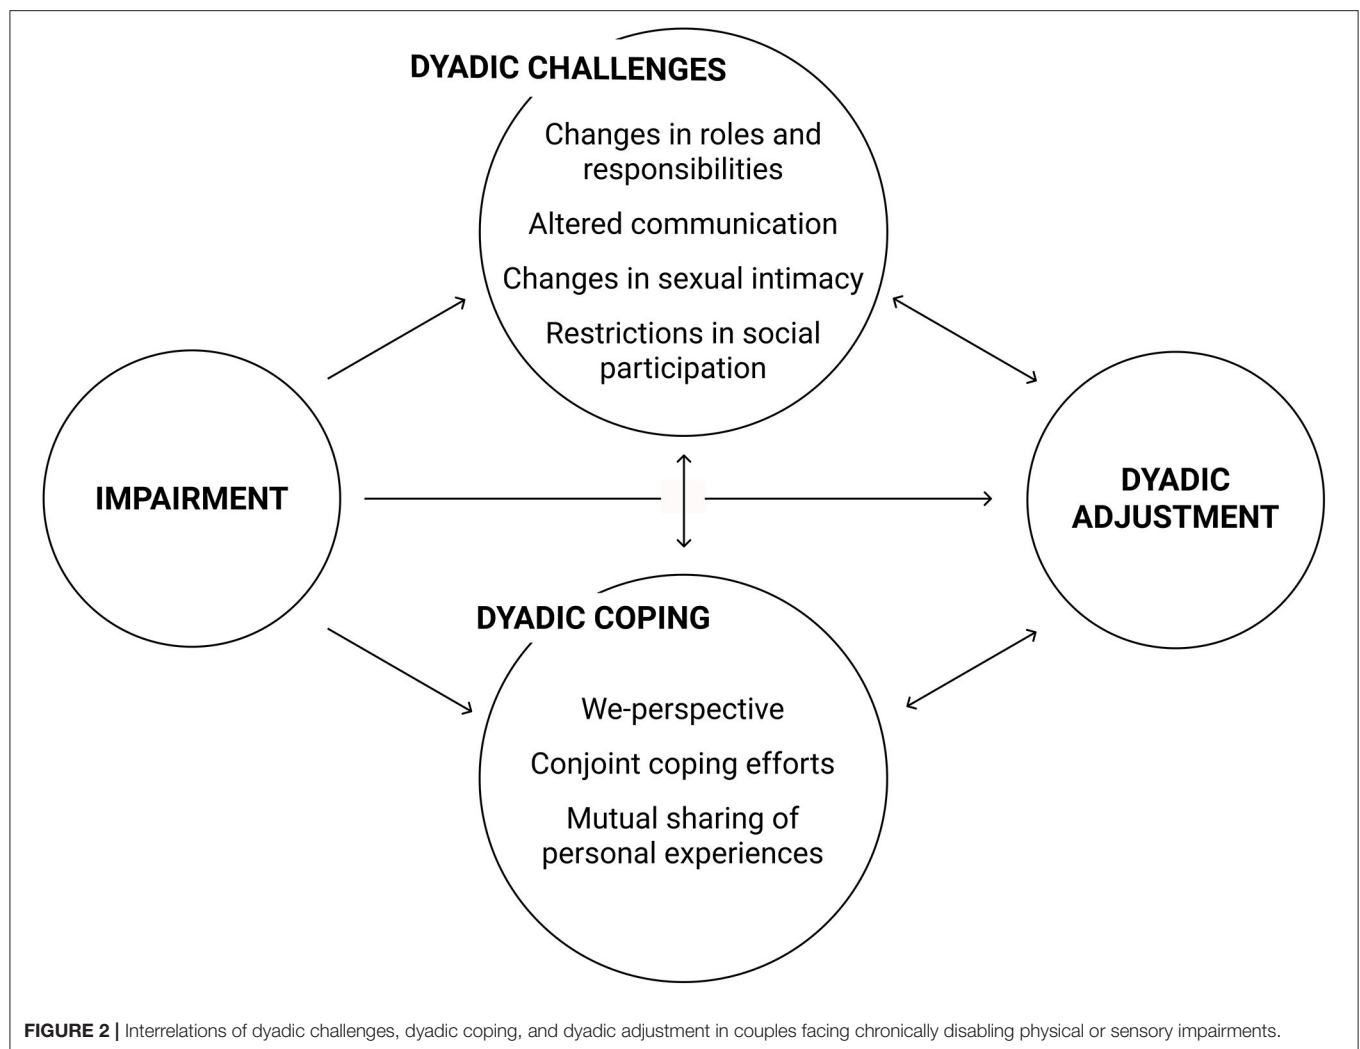 DYADIC CHALLENGES
Changes in roles and
responsibilities
Altered communication
Changes in sexual intimacy
Restrictions in social
participation
IMPAIRMENT
DYADIC
ADJUSTMENT
DYADIC COPING
We-perspective
Conjoint coping efforts
Mutual sharing of
personal experiences
FIGURE 2 | Interrelations of dyadic challenges, dyadic coping, and dyadic adjustment in couples facing chronically disabling physical or sensory impairments.